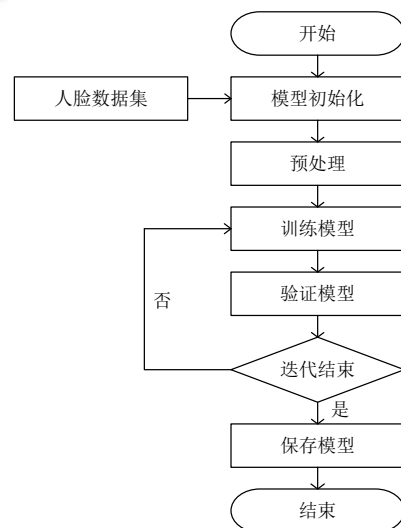 开始
人脸数据集
模型初始化
预处理
训练模型
否
验证模型
迭代结束
是
保存模型
结束